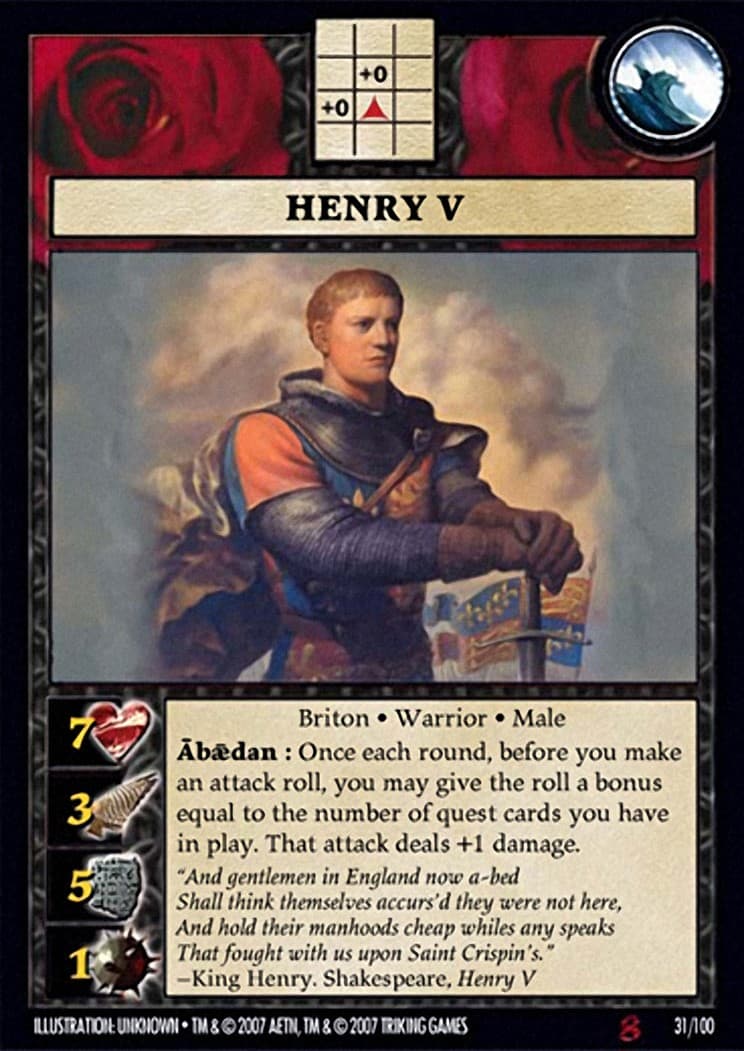 +0
+0
HENRY V
7
3
5
1
Briton • Warrior • Male
Ābǣdan : Once each round, before you make
an attack roll, you may give the roll a bonus
equal to the number of quest cards you have
in play. That attack deals +1 damage.
“And gentlemen in England now a-bed
Shall think themselves accurs’d they were not here,
And hold their manhoods cheap whiles any speaks
That fought with us upon Saint Crispin’s.”
–King Henry. Shakespeare, Henry V
ILLUSTRATION: UNKNOWN • TM & © 2007 AETN, TM & © 2007 TRIKING GAMES
31/100